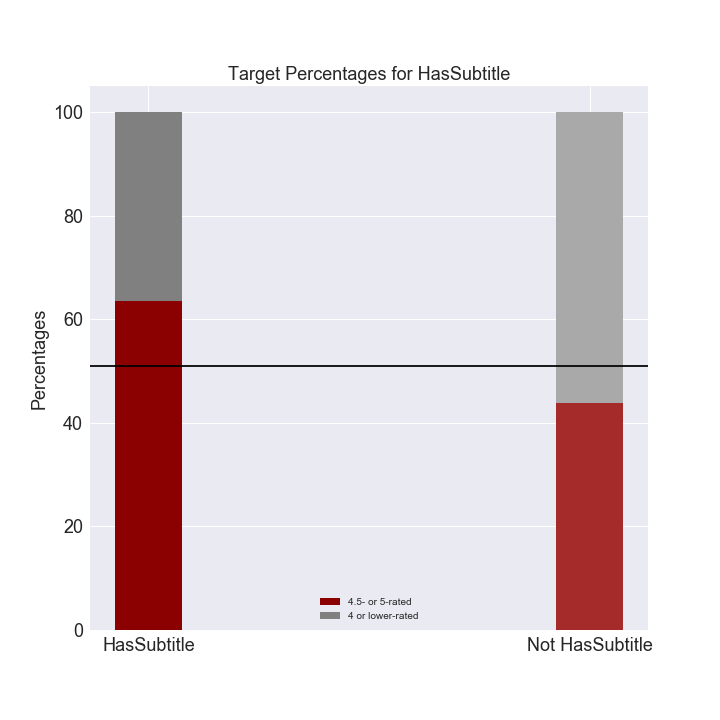 Target Percentages for HasSubtitle
Percentages
100
80
60
40
20
0
4.5- or 5-rated
4 or lower-rated
HasSubtitle
Not HasSubtitle